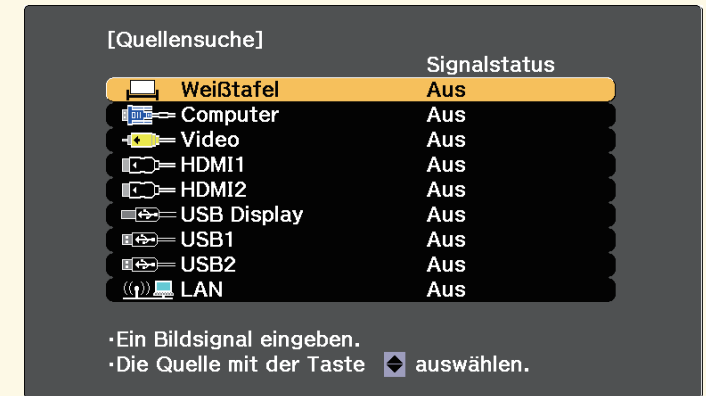 [Quellensuche]
Signalstatus
Weißtafel Aus
Computer Aus
Video Aus
HDMI1 Aus
HDMI2 Aus
USB Display Aus
USB1 Aus
USB2 Aus
LAN Aus
·Ein Bildsignal eingeben.
·Die Quelle mit der Taste auswählen.